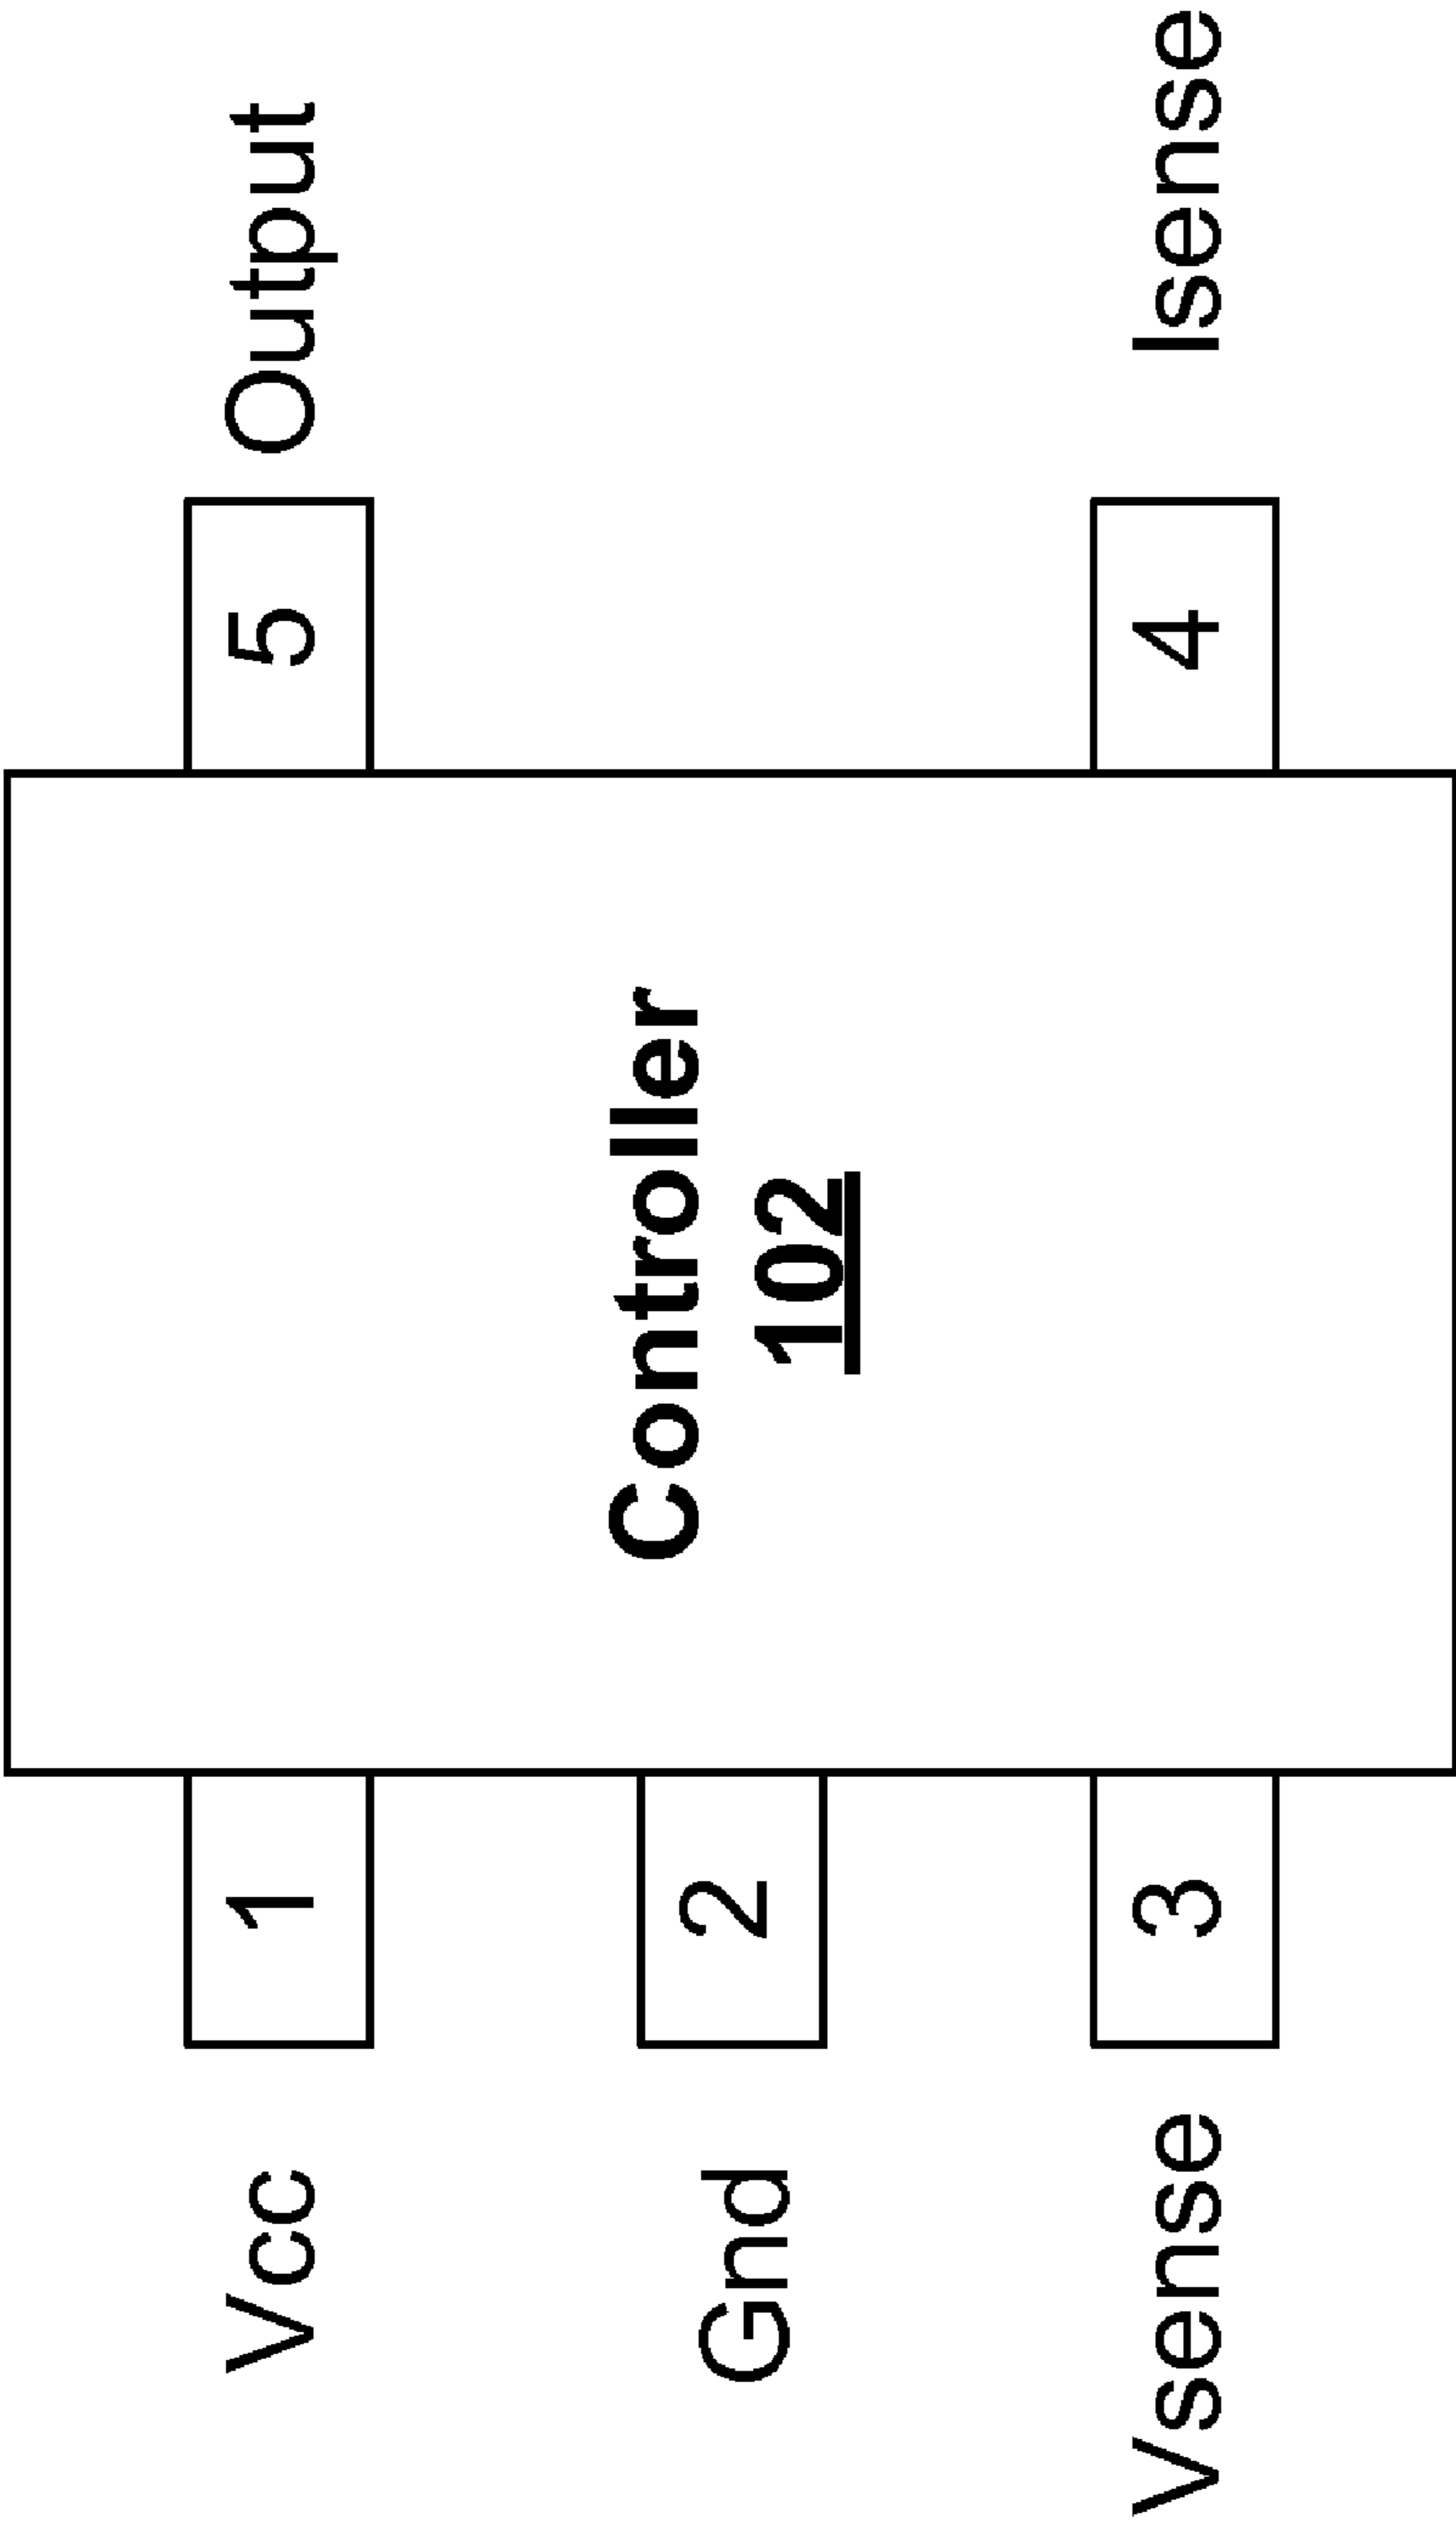 Vcc 1 5 Output
Controller
102
Gnd 2
Vsense 3 4 Isense